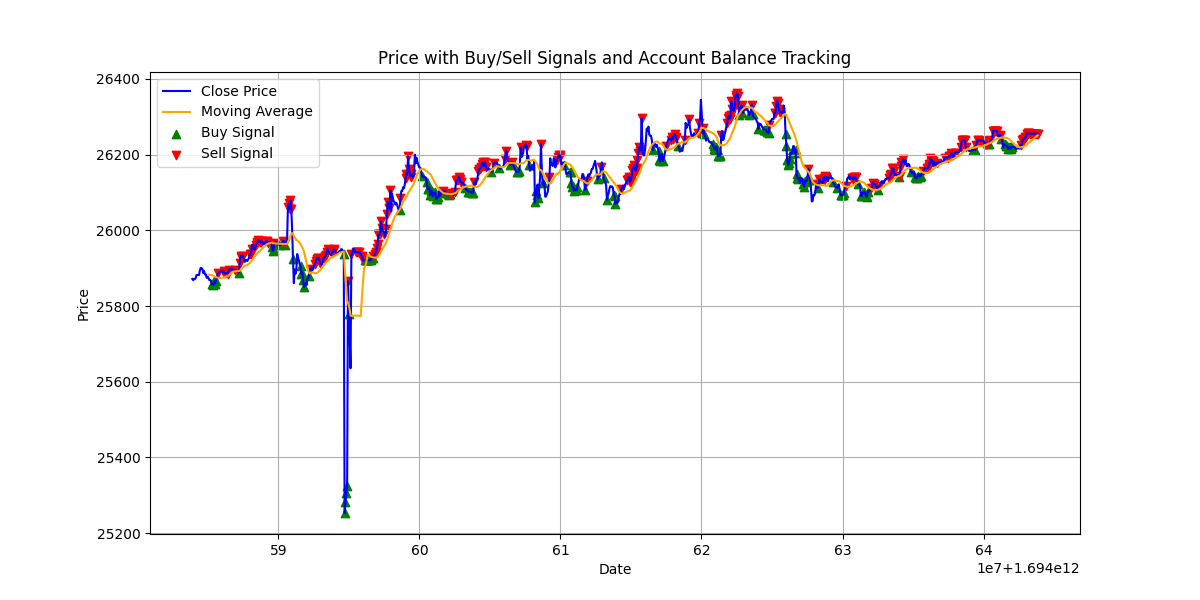 Price with Buy/Sell Signals and Account Balance Tracking
Close Price
Moving Average
Buy Signal
Sell Signal
26400
26200
26000
25800
25600
25400
25200
Price
59 60 61 62 63 64
Date
1e7+1.694e12